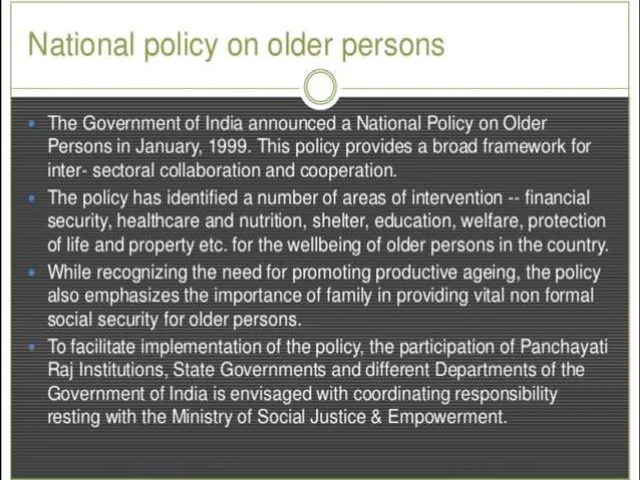 National policy on older persons
The Government of India announced a National Policy on Older
Persons in January, 1999. This policy provides a broad framework for
inter- sectoral collaboration and cooperation.
The policy has identified a number of areas of intervention -- financial
security, healthcare and nutrition, shelter, education, welfare, protection
of life and property etc. for the wellbeing of older persons in the country.
While recognizing the need for promoting productive ageing, the policy
also emphasizes the importance of family in providing vital non formal
social security for older persons.
To facilitate implementation of the policy, the participation of Panchayati
Raj Institutions, State Governments and different Departments of the
Government of India is envisaged with coordinating responsibility
resting with the Ministry of Social Justice & Empowerment.